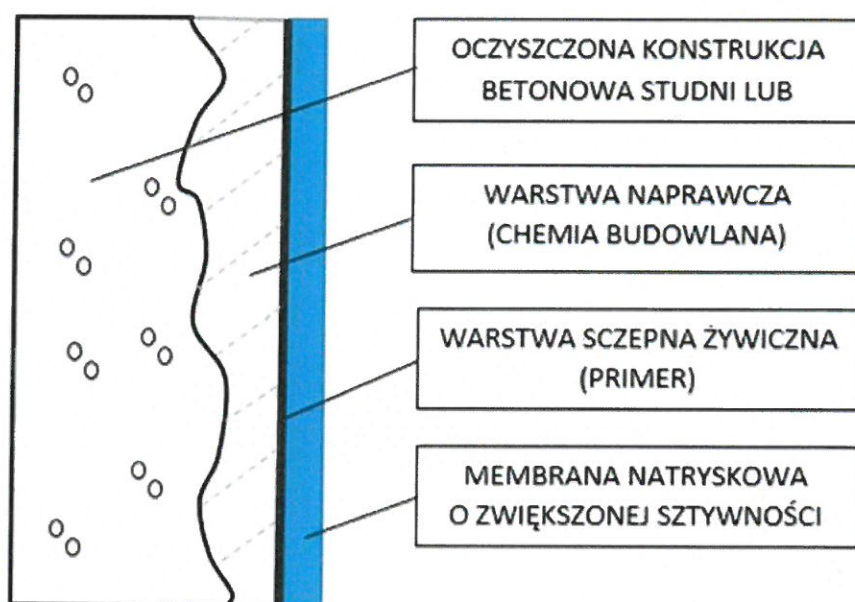 OCZYSZCZONA KONSTRUKCJA
BETONOWA STUDNI LUB
WARSTWA NAPRAWCZA
(CHEMIA BUDOWLANA)
WARSTWA SCZEPNA ŻYWICZNA
(PRIMER)
MEMBRANA NATRYSKOWA
O ZWIĘKSZONEJ SZTYWNOŚCI